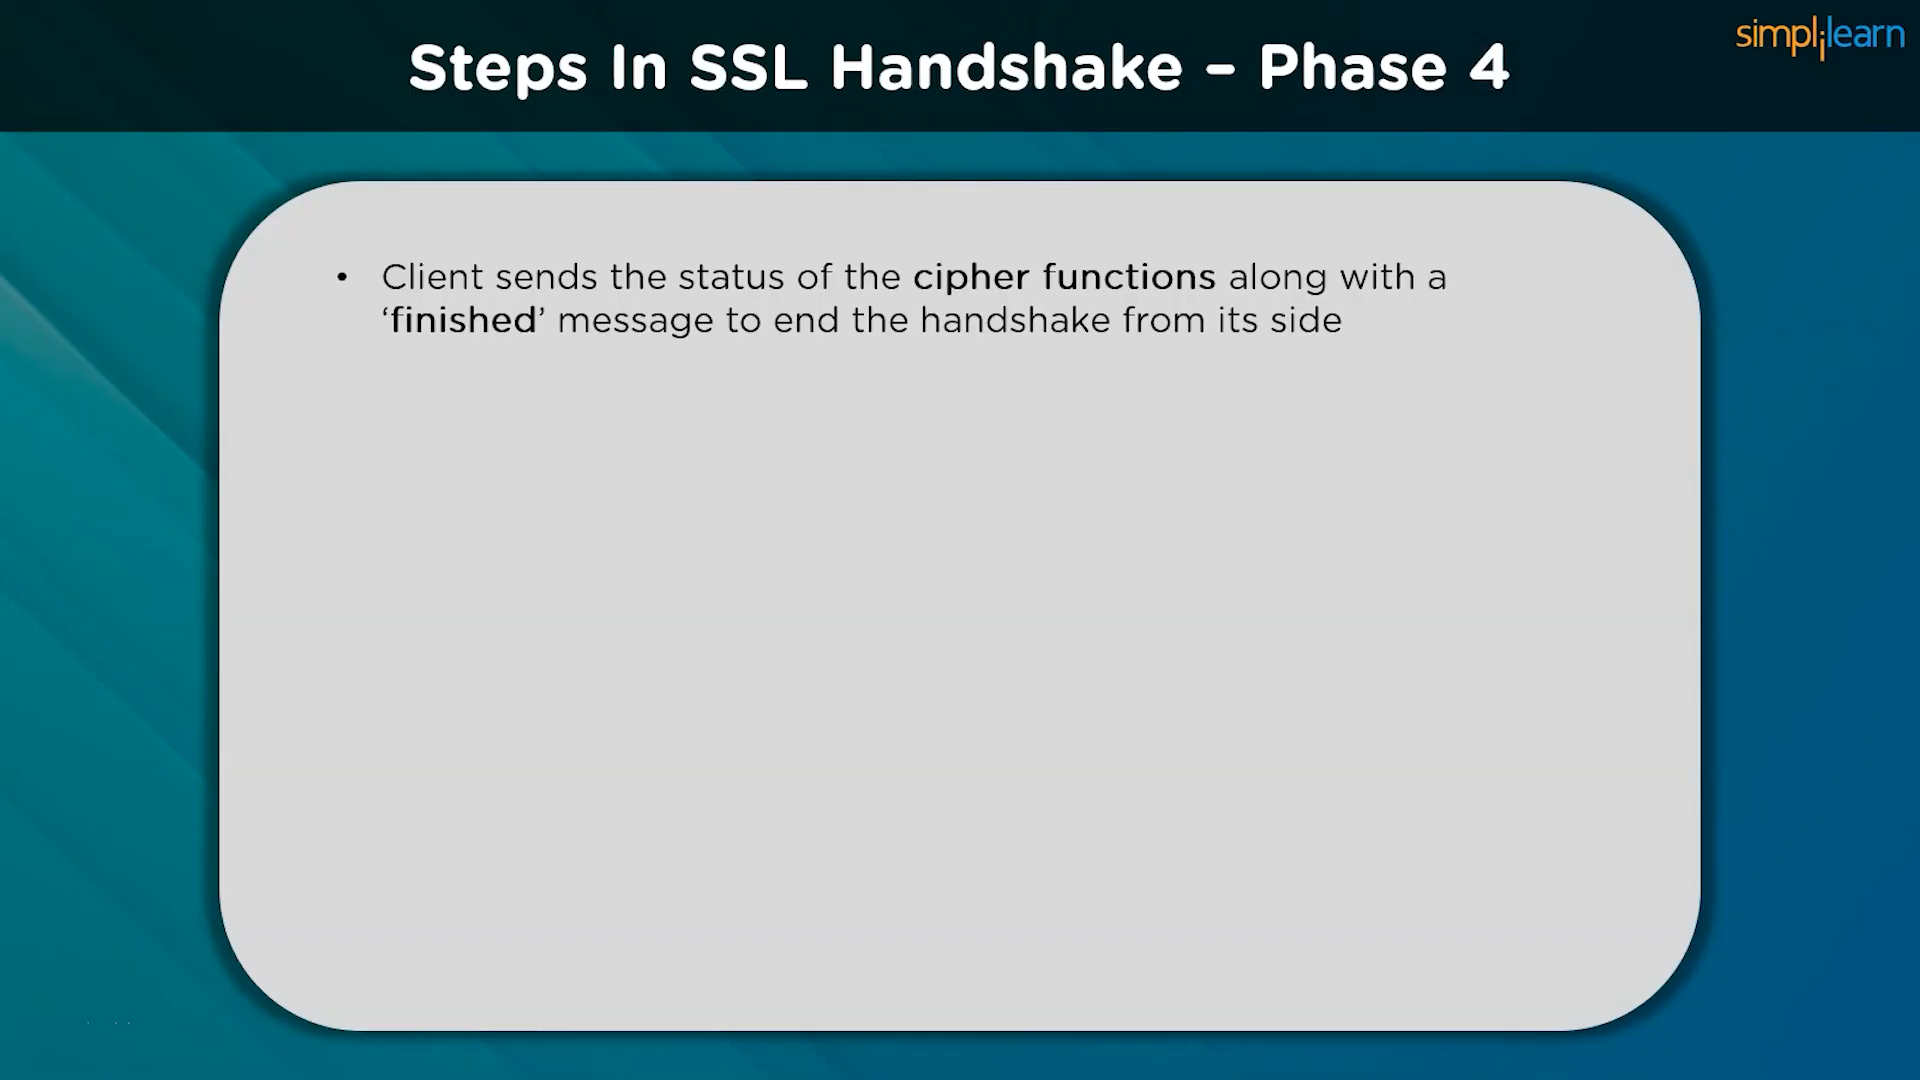 Steps In SSL Handshake – Phase 4
simplilearn
• Client sends the status of the cipher functions along with a
‘finished’ message to end the handshake from its side